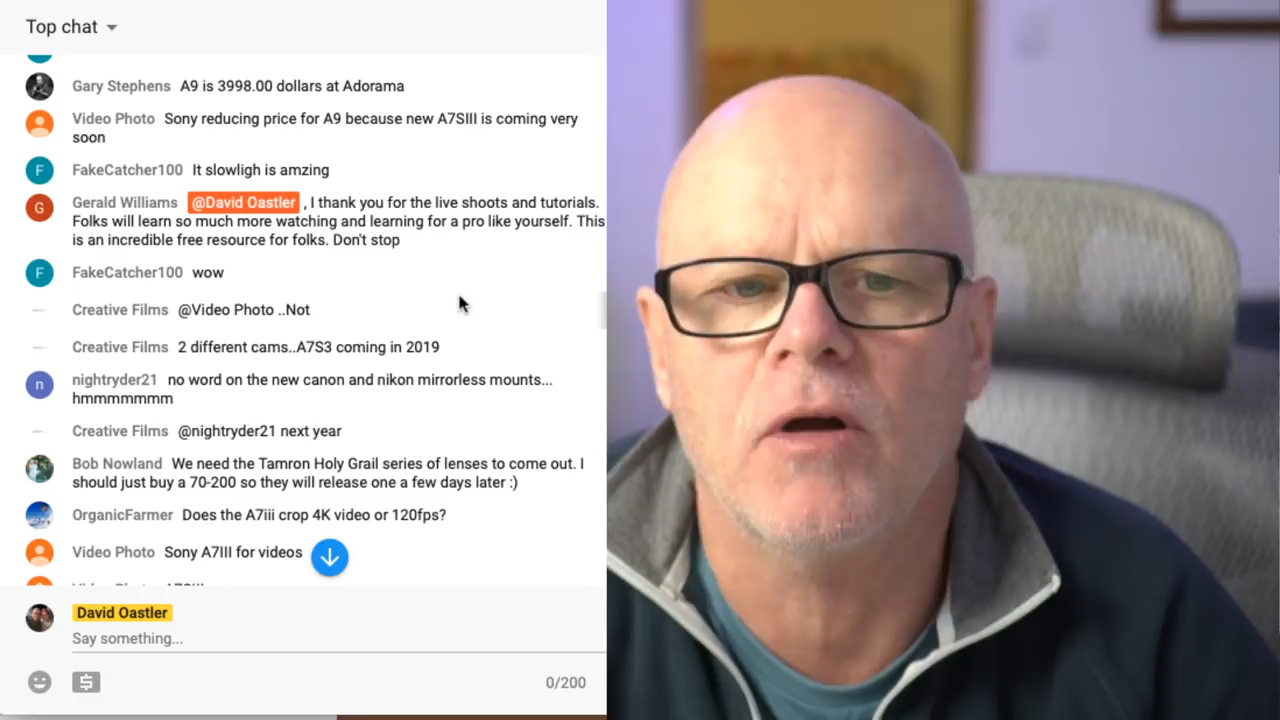 Top chat
Gary Stephens A9 is 3998.00 dollars at Adorama
Video Photo Sony reducing price for A9 because new A7SIII is coming very
soon
F FakeCatcher100 It slowligh is amzing
Gerald Williams @David Oastler , I thank you for the live shoots and tutorials.
G Folks will learn so much more watching and learning for a pro like yourself. This
is an incredible free resource for folks. Don't stop
F FakeCatcher100 wow
Creative Films @Video Photo ..Not
Creative Films 2 different cams..A7S3 coming in 2019
n nightryder21 no word on the new canon and nikon mirrorless mounts...
hmmmmmmm
Creative Films @nightryder21 next year
Bob Nowland We need the Tamron Holy Grail series of lenses to come out. I
should just buy a 70-200 so they will release one a few days later :)
OrganicFarmer Does the A7iii crop 4K video or 120fps?
Video Photo Sony A7III for videos
David Oastler
Say something...
$ 0/200